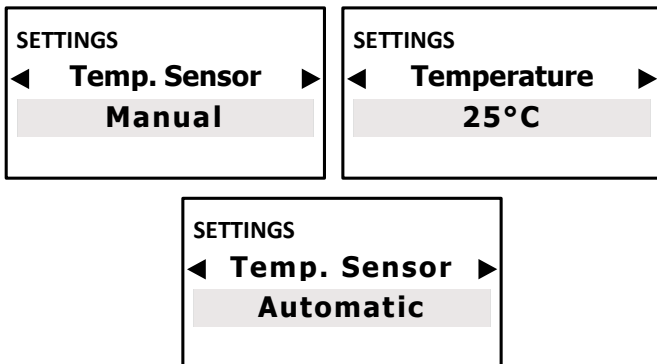 SETTINGS
◀ Temp. Sensor ▶
Manual
SETTINGS
◀ Temperature ▶
25°C
SETTINGS
◀ Temp. Sensor ▶
Automatic